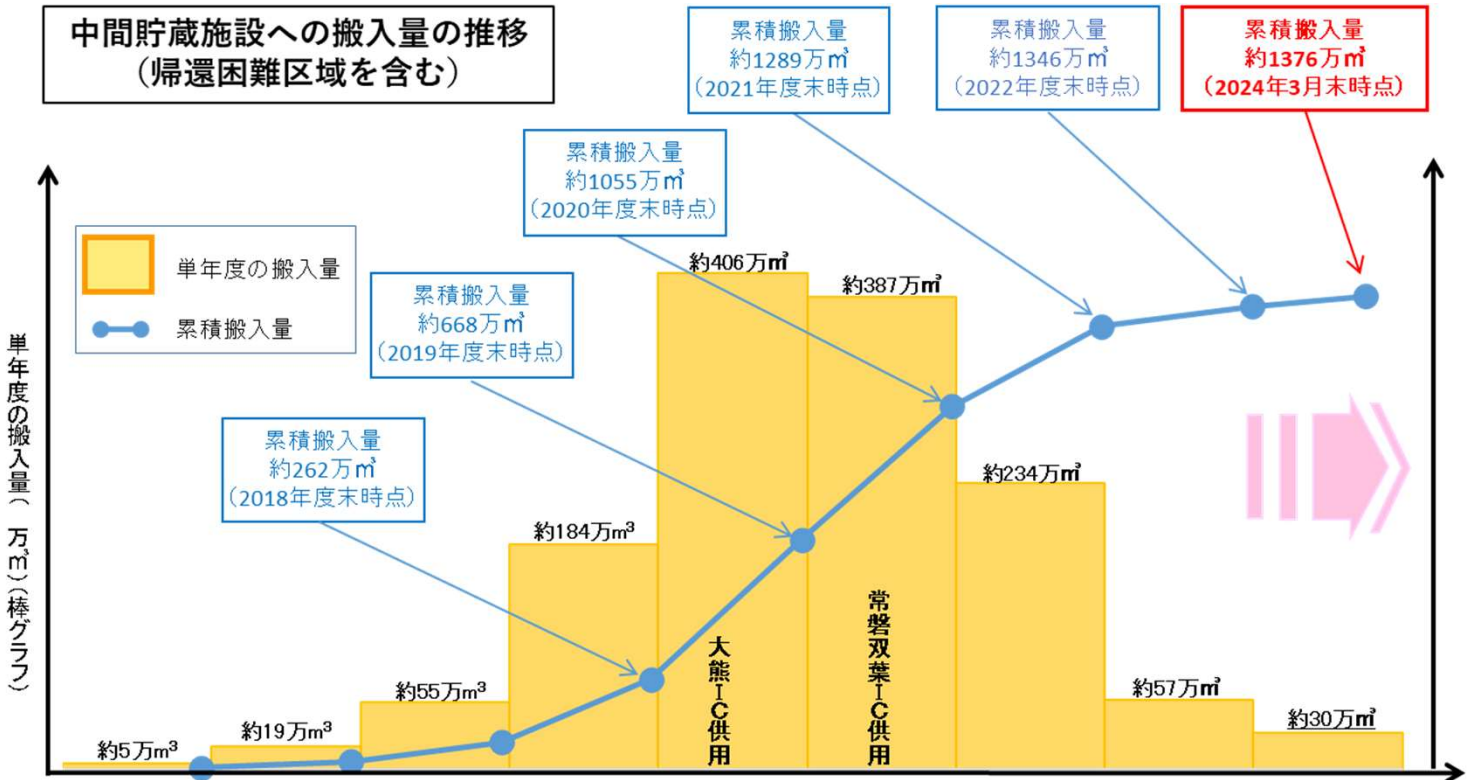 中間貯蔵施設への搬入量の推移
（帰還困難区域を含む）
累積搬入量
約1289万㎥
（2021年度末時点）
累積搬入量
約1346万㎥
（2022年度末時点）
累積搬入量
約1376万㎥
（2024年3月末時点）
累積搬入量
約1055万㎥
（2020年度末時点）
単年度の搬入量
累積搬入量
累積搬入量
約668万㎥
（2019年度末時点）
累積搬入量
約262万㎥
（2018年度末時点）
単年度の搬入量（ 万㎥）（棒グラフ）
約5万m³
約19万m³
約55万m³
約184万m³
約406万㎥
約387万㎥
約234万㎥
約57万㎥
約30万㎥
大熊IC供用
常磐双葉IC供用